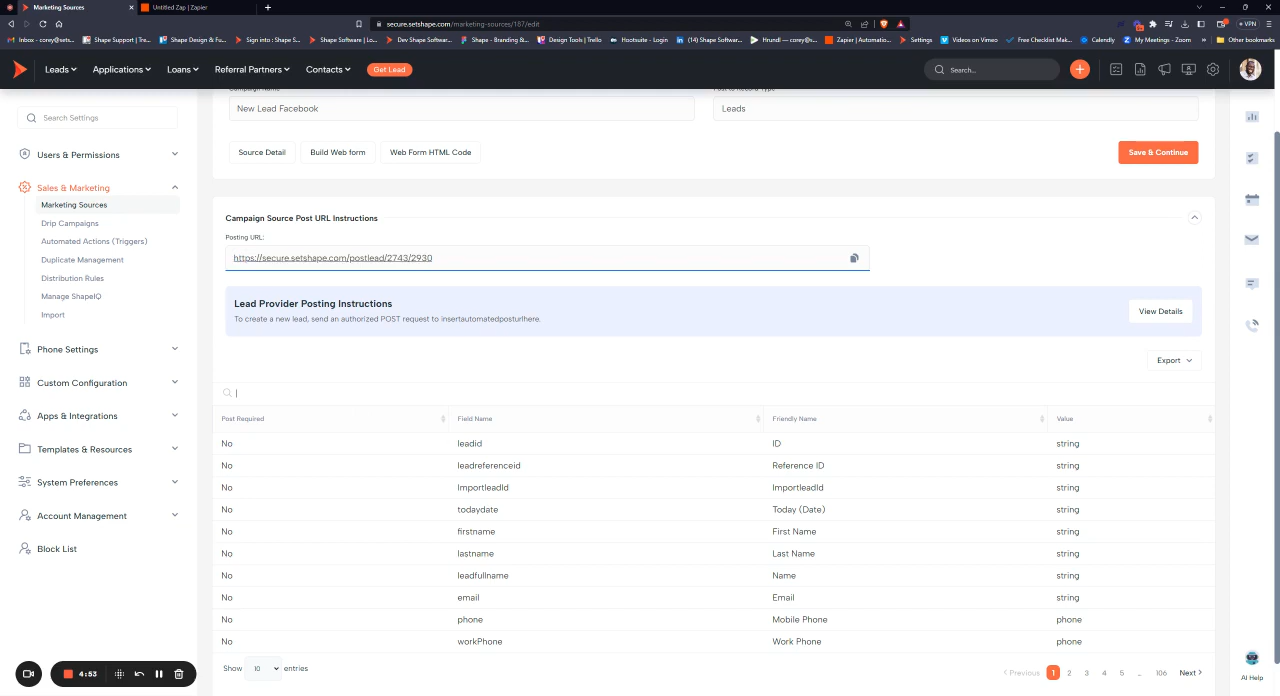 Marketing Sources
Untitled Zap | Zapier
secure.setshape.com/marketing-sources/187/edit
VPN
Inbox - corey@sets...
Shape Support | Tre...
Shape Design & Fu...
Sign into : Shape S...
Shape Software | Lo...
Dev Shape Softwar...
Shape - Branding &...
Design Tools | Trello
Hootsuite - Login
(14) Shape Softwar...
Hrundl — corey@s...
Zapier | Automatio...
Settings
Videos on Vimeo
Free Checklist Mak...
Calendly
My Meetings - Zoom
Other bookmarks
Leads
Applications
Loans
Referral Partners
Contacts
Get Lead
Search...
Search Settings
Users & Permissions
Sales & Marketing
Marketing Sources
Drip Campaigns
Automated Actions (Triggers)
Duplicate Management
Distribution Rules
Manage ShapeIQ
Import
Phone Settings
Custom Configuration
Apps & Integrations
Templates & Resources
System Preferences
Account Management
Block List
4:53
New Lead Facebook
Leads
Source Detail
Build Web form
Web Form HTML Code
Save & Continue
Campaign Source Post URL Instructions
Posting URL:
https://secure.setshape.com/postlead/2743/2930
Lead Provider Posting Instructions
To create a new lead, send an authorized POST request to insertautomatedposturlhere.
View Details
Export
Post Required Field Name Friendly Name Value
No leadid ID string
No leadreferenceid Reference ID string
No ImportleadId ImportleadId string
No todaydate Today (Date) string
No firstname First Name string
No lastname Last Name string
No leadfullname Name string
No email Email string
No phone Mobile Phone phone
No workPhone Work Phone phone
Show 10 entries
Previous 1 2 3 4 5 ... 106 Next
AI Help